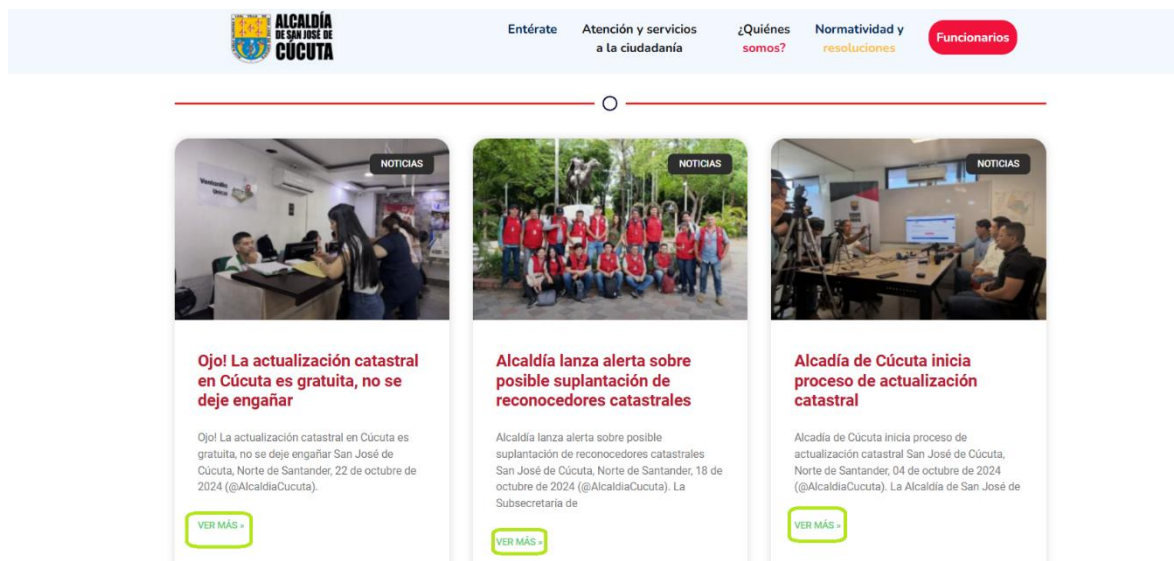 ALCALDÍA
DE SAN JOSÉ DE
CÚCUTA
Entérate
Atención y servicios
a la ciudadanía
¿Quiénes
somos?
Normatividad y
resoluciones
Funcionarios
NOTICIAS
Ventanilla
Ojo! La actualización catastral
en Cúcuta es gratuita, no se
deje engañar
Ojo! La actualización catastral en Cúcuta es
gratuita, no se deje engañar San José de
Cúcuta, Norte de Santander, 22 de octubre de
2024 (@AlcaldiaCucuta).
VER MÁS »
NOTICIAS
Alcaldía lanza alerta sobre
posible suplantación de
reconocedores catastrales
Alcaldía lanza alerta sobre posible
suplantación de reconocedores catastrales
San José de Cúcuta, Norte de Santander, 18 de
octubre de 2024 (@AlcaldiaCucuta). La
Subsecretaría de
VER MÁS »
NOTICIAS
Alcadía de Cúcuta inicia
proceso de actualización
catastral
Alcadía de Cúcuta inicia proceso de
actualización catastral San José de Cúcuta,
Norte de Santander, 04 de octubre de 2024
(@AlcaldiaCucuta). La Alcaldía de San José de
VER MÁS »